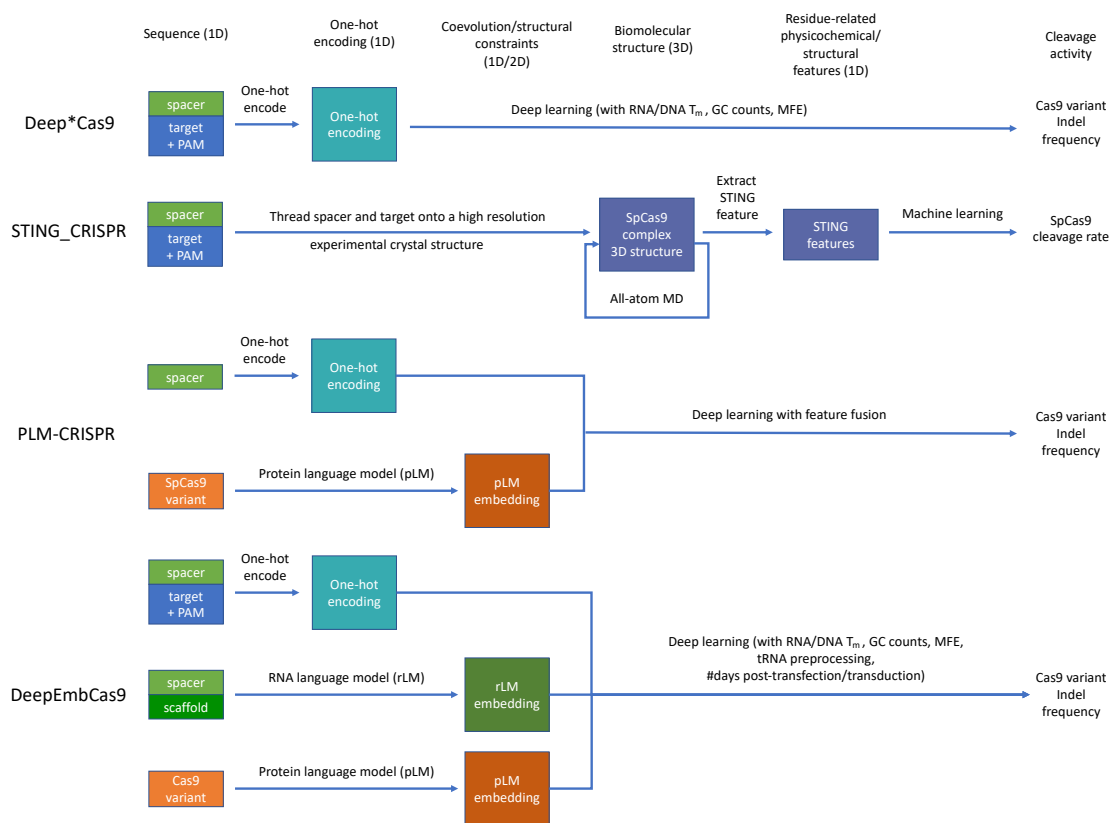 Sequence (1D)
One-hot
encoding (1D)
Coevolution/structural
constraints
(1D/2D)
Biomolecular
structure (3D)
Residue-related
physicochemical/
structural
features (1D)
Cleavage
activity
Deep*Cas9
spacer
target
+ PAM
One-hot
encode
One-hot
encoding
Deep learning (with RNA/DNA Tm , GC counts, MFE)
Cas9 variant
Indel
frequency
STING_CRISPR
spacer
target
+ PAM
Thread spacer and target onto a high resolution
experimental crystal structure
SpCas9
complex
3D structure
All-atom MD
Extract
STING
feature
STING
features
Machine learning
SpCas9
cleavage rate
PLM-CRISPR
spacer
One-hot
encode
One-hot
encoding
SpCas9
variant
Protein language model (pLM)
pLM
embedding
Deep learning with feature fusion
Cas9 variant
Indel
frequency
DeepEmbCas9
spacer
target
+ PAM
One-hot
encode
One-hot
encoding
spacer
scaffold
RNA language model (rLM)
rLM
embedding
Cas9
variant
Protein language model (pLM)
pLM
embedding
Deep learning (with RNA/DNA Tm , GC counts, MFE,
tRNA preprocessing,
#days post-transfection/transduction)
Cas9 variant
Indel
frequency